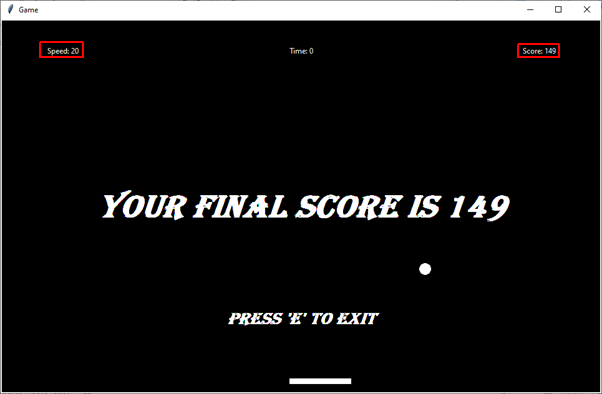 Game
Speed: 20
Time: 0
Score: 149
YOUR FINAL SCORE IS 149
PRESS 'E' TO EXIT